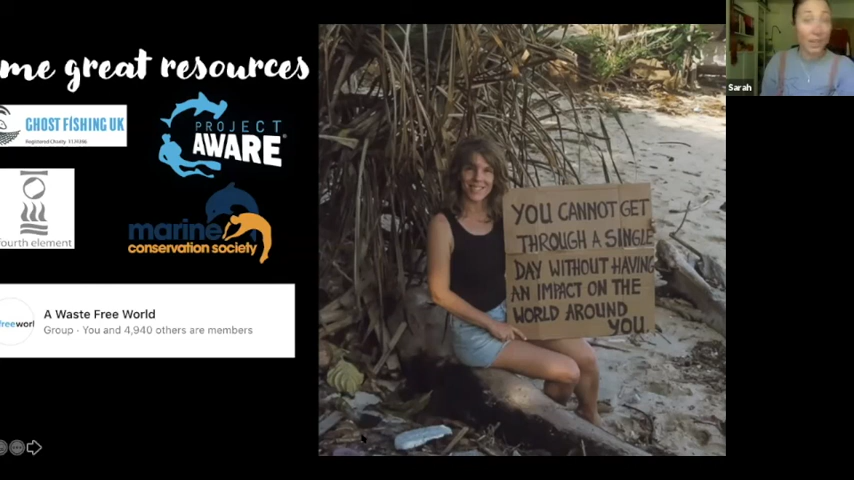 me great resources
GHOST FISHING UK
Registered Charity
PROJECT
AWARE®
fourth element
marine
conservation society
A Waste Free World
Group · You and 4,940 others are members
YOU CANNOT GET
THROUGH A SINGLE
DAY WITHOUT HAVING
AN IMPACT ON THE
WORLD AROUND
YOU.
Sarah